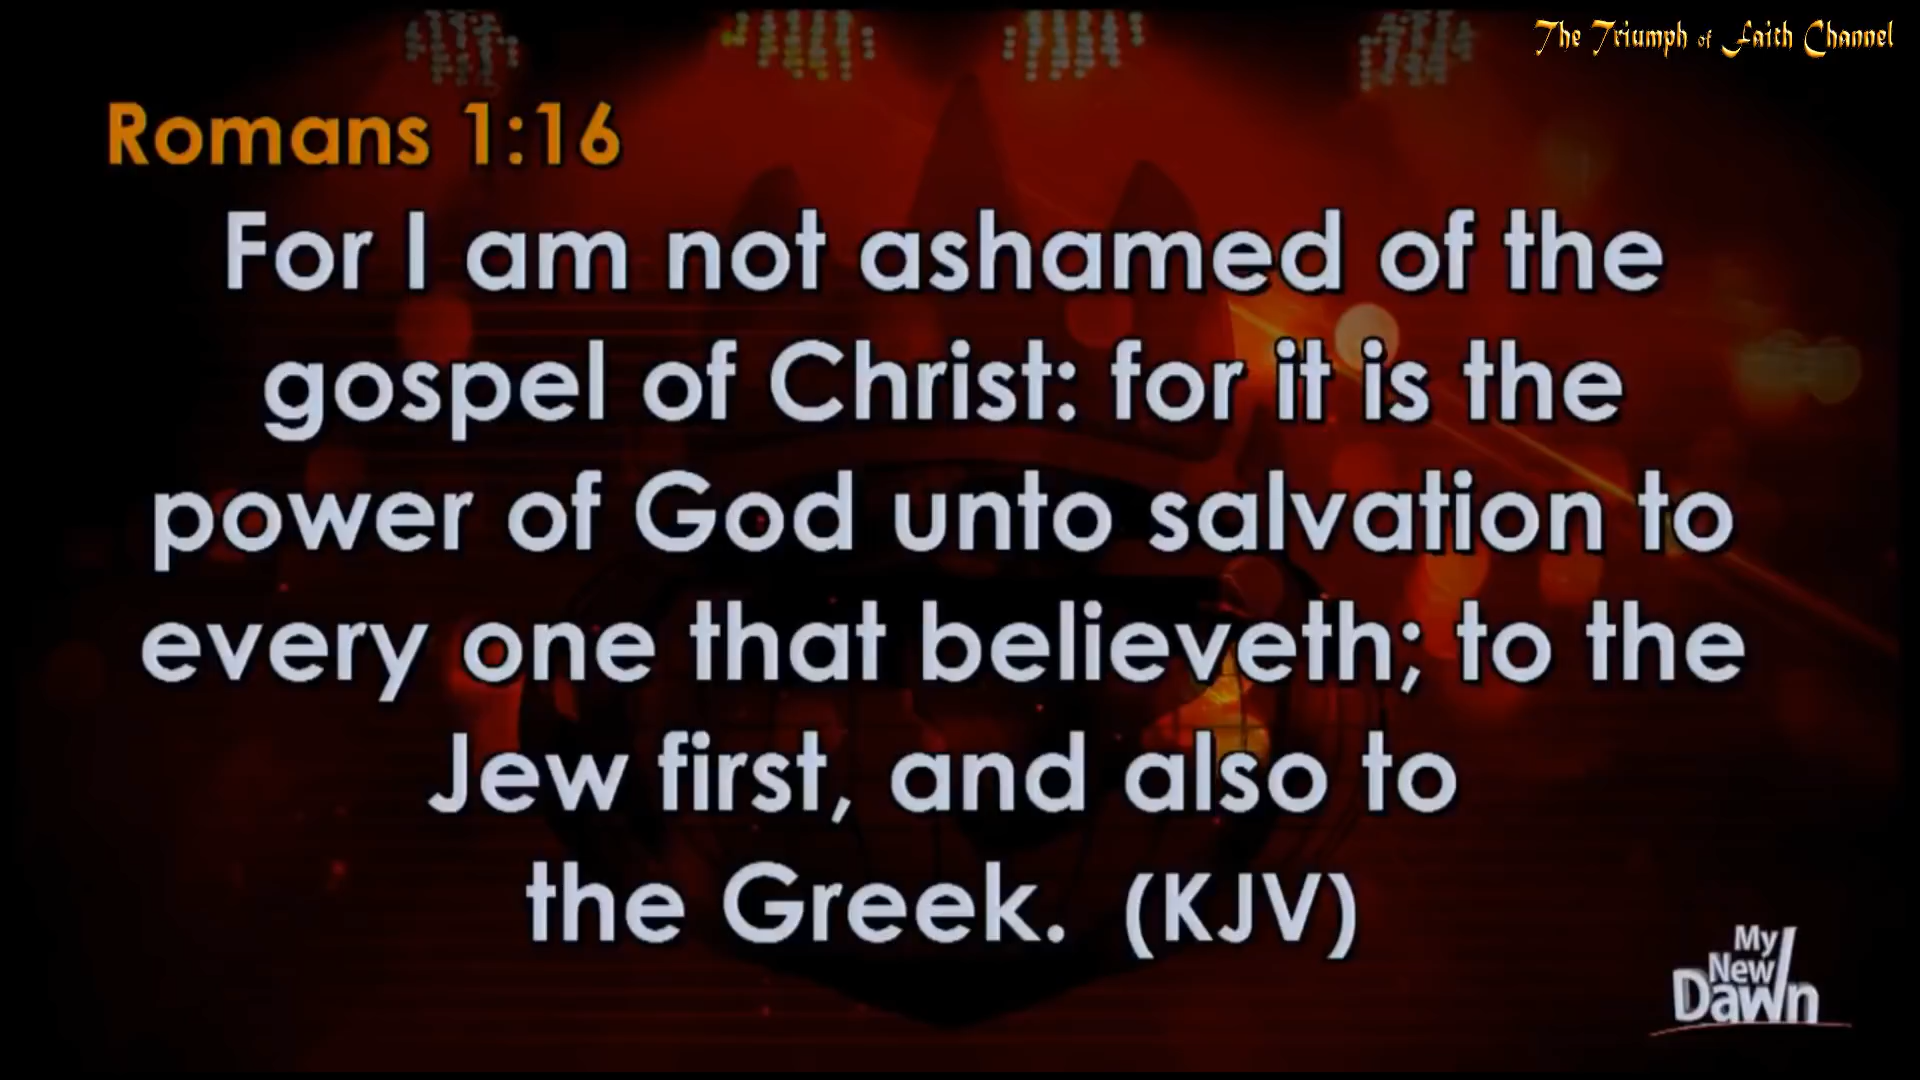 The Triumph of Faith Channel
Romans 1:16
For I am not ashamed of the
gospel of Christ: for it is the
power of God unto salvation to
every one that believeth; to the
Jew first, and also to
the Greek. (KJV)
My
New
Dawn